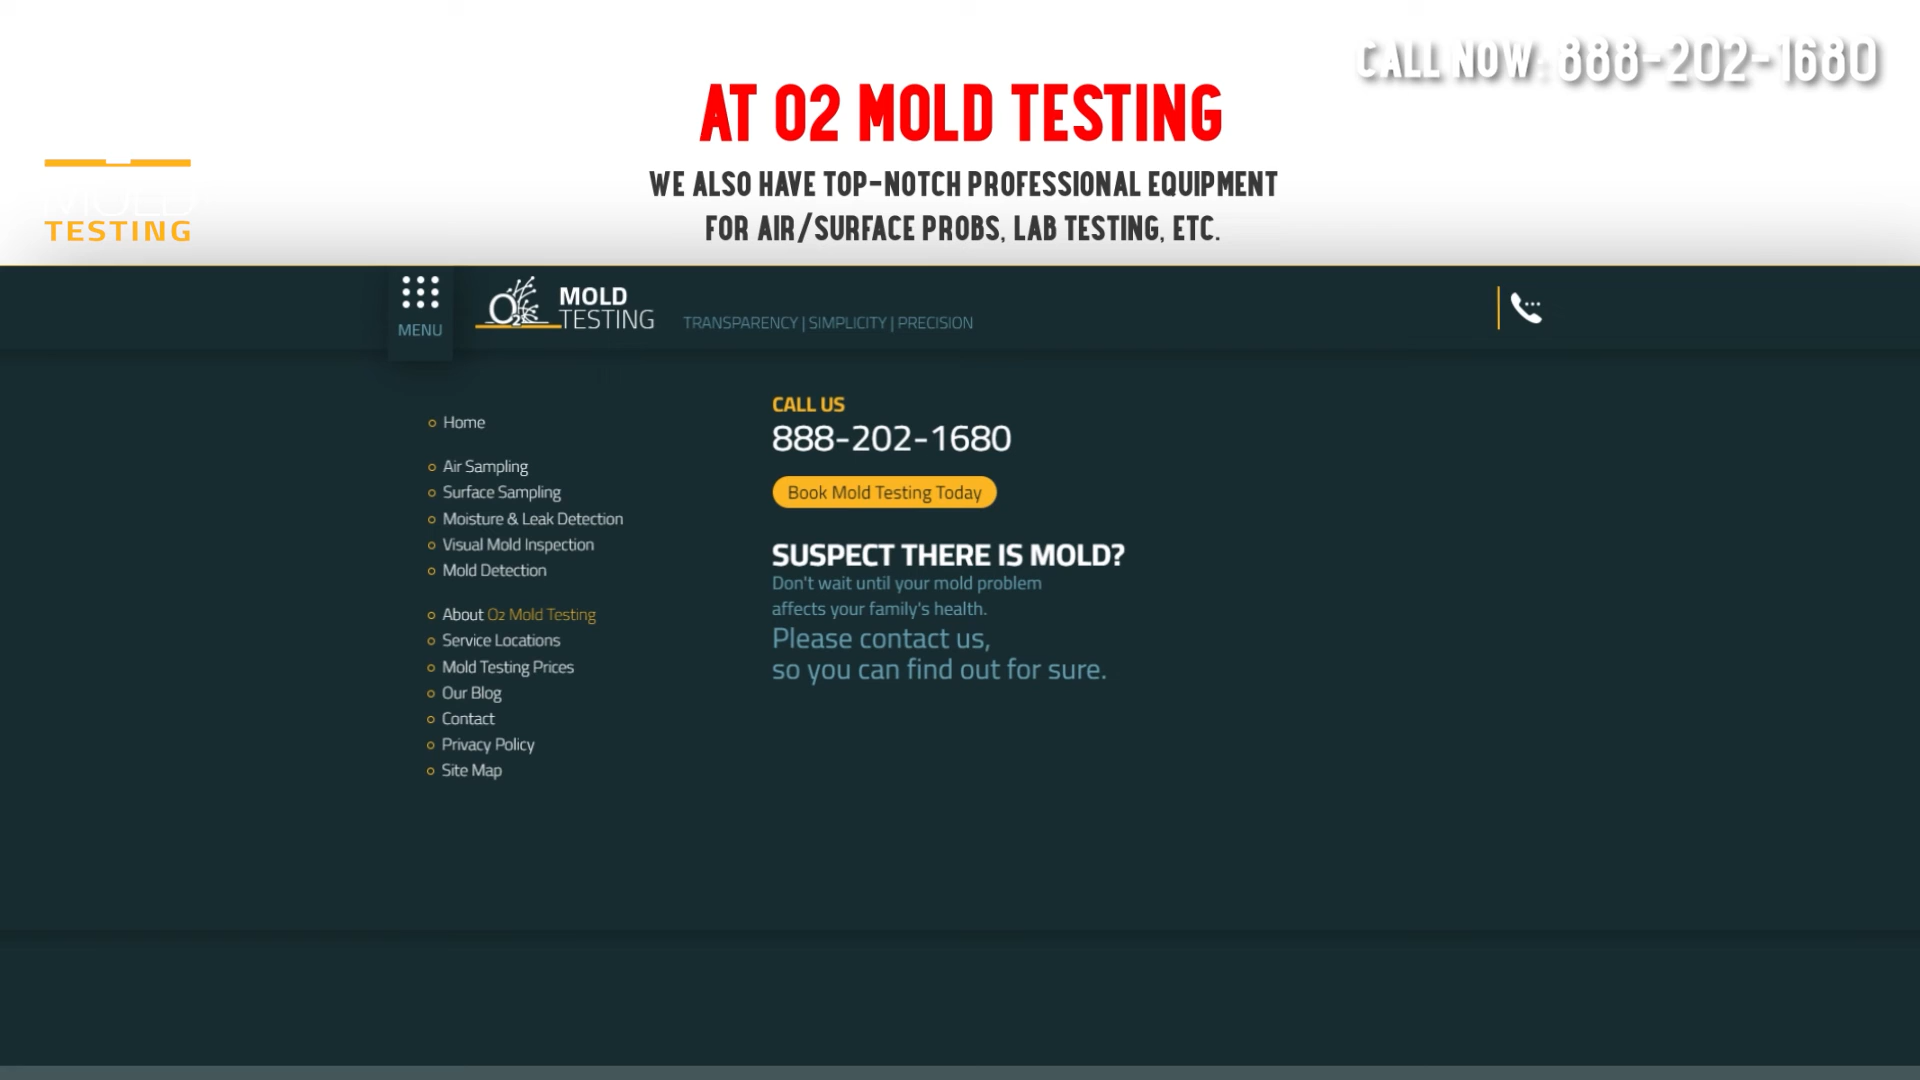 CALL NOW: 888-202-1680
AT O2 MOLD TESTING
WE ALSO HAVE TOP-NOTCH PROFESSIONAL EQUIPMENT
FOR AIR/SURFACE PROBS, LAB TESTING, ETC.
MOLD
TESTING
MENU
O2
MOLD
TESTING
TRANSPARENCY | SIMPLICITY | PRECISION
Home
Air Sampling
Surface Sampling
Moisture & Leak Detection
Visual Mold Inspection
Mold Detection
About O2 Mold Testing
Service Locations
Mold Testing Prices
Our Blog
Contact
Privacy Policy
Site Map
CALL US
888-202-1680
Book Mold Testing Today
SUSPECT THERE IS MOLD?
Don't wait until your mold problem
affects your family's health.
Please contact us,
so you can find out for sure.